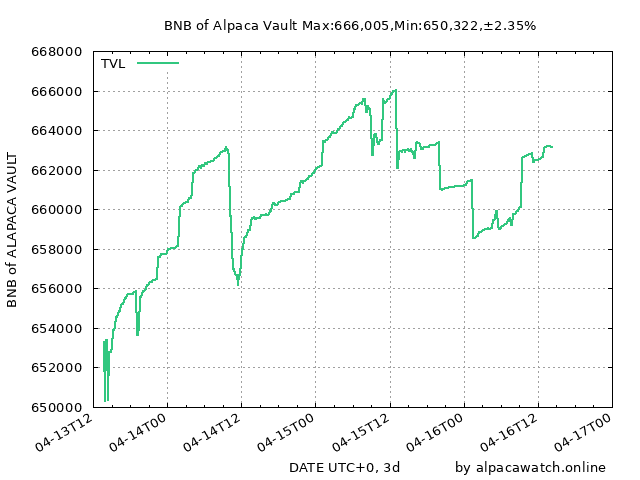 BNB of Alpaca Vault Max:666,005,Min:650,322,±2.35%
TVL
668000
666000
664000
662000
660000
658000
656000
654000
652000
650000
BNB of ALAPACA VAULT
04-13T12
04-14T00
04-14T12
04-15T00
04-15T12
04-16T00
04-16T12
04-17T00
DATE UTC+0, 3d
by alpacawatch.online